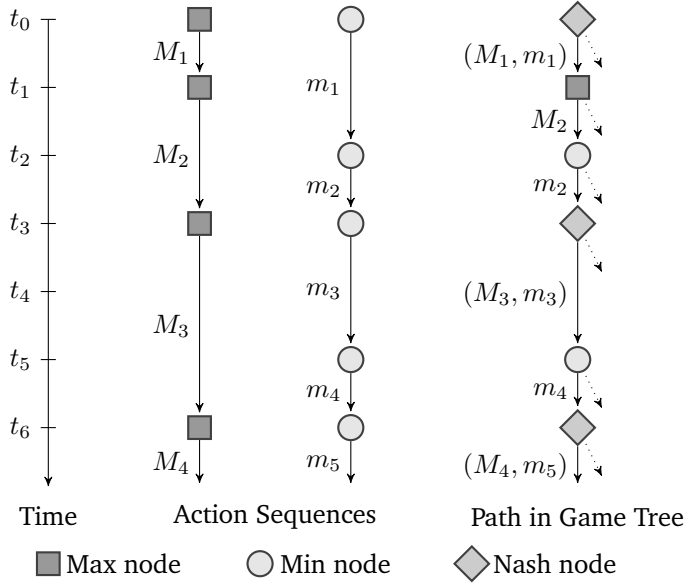 t₀
M₁
(M₁, m₁)
t₁
m₁
M₂
t₂
M₂
m₂
m₂
t₃
t₄
M₃
m₃
(M₃, m₃)
t₅
m₄
m₄
t₆
M₄
m₅
(M₄, m₅)
Time
Action Sequences
Path in Game Tree
Max node
Min node
Nash node